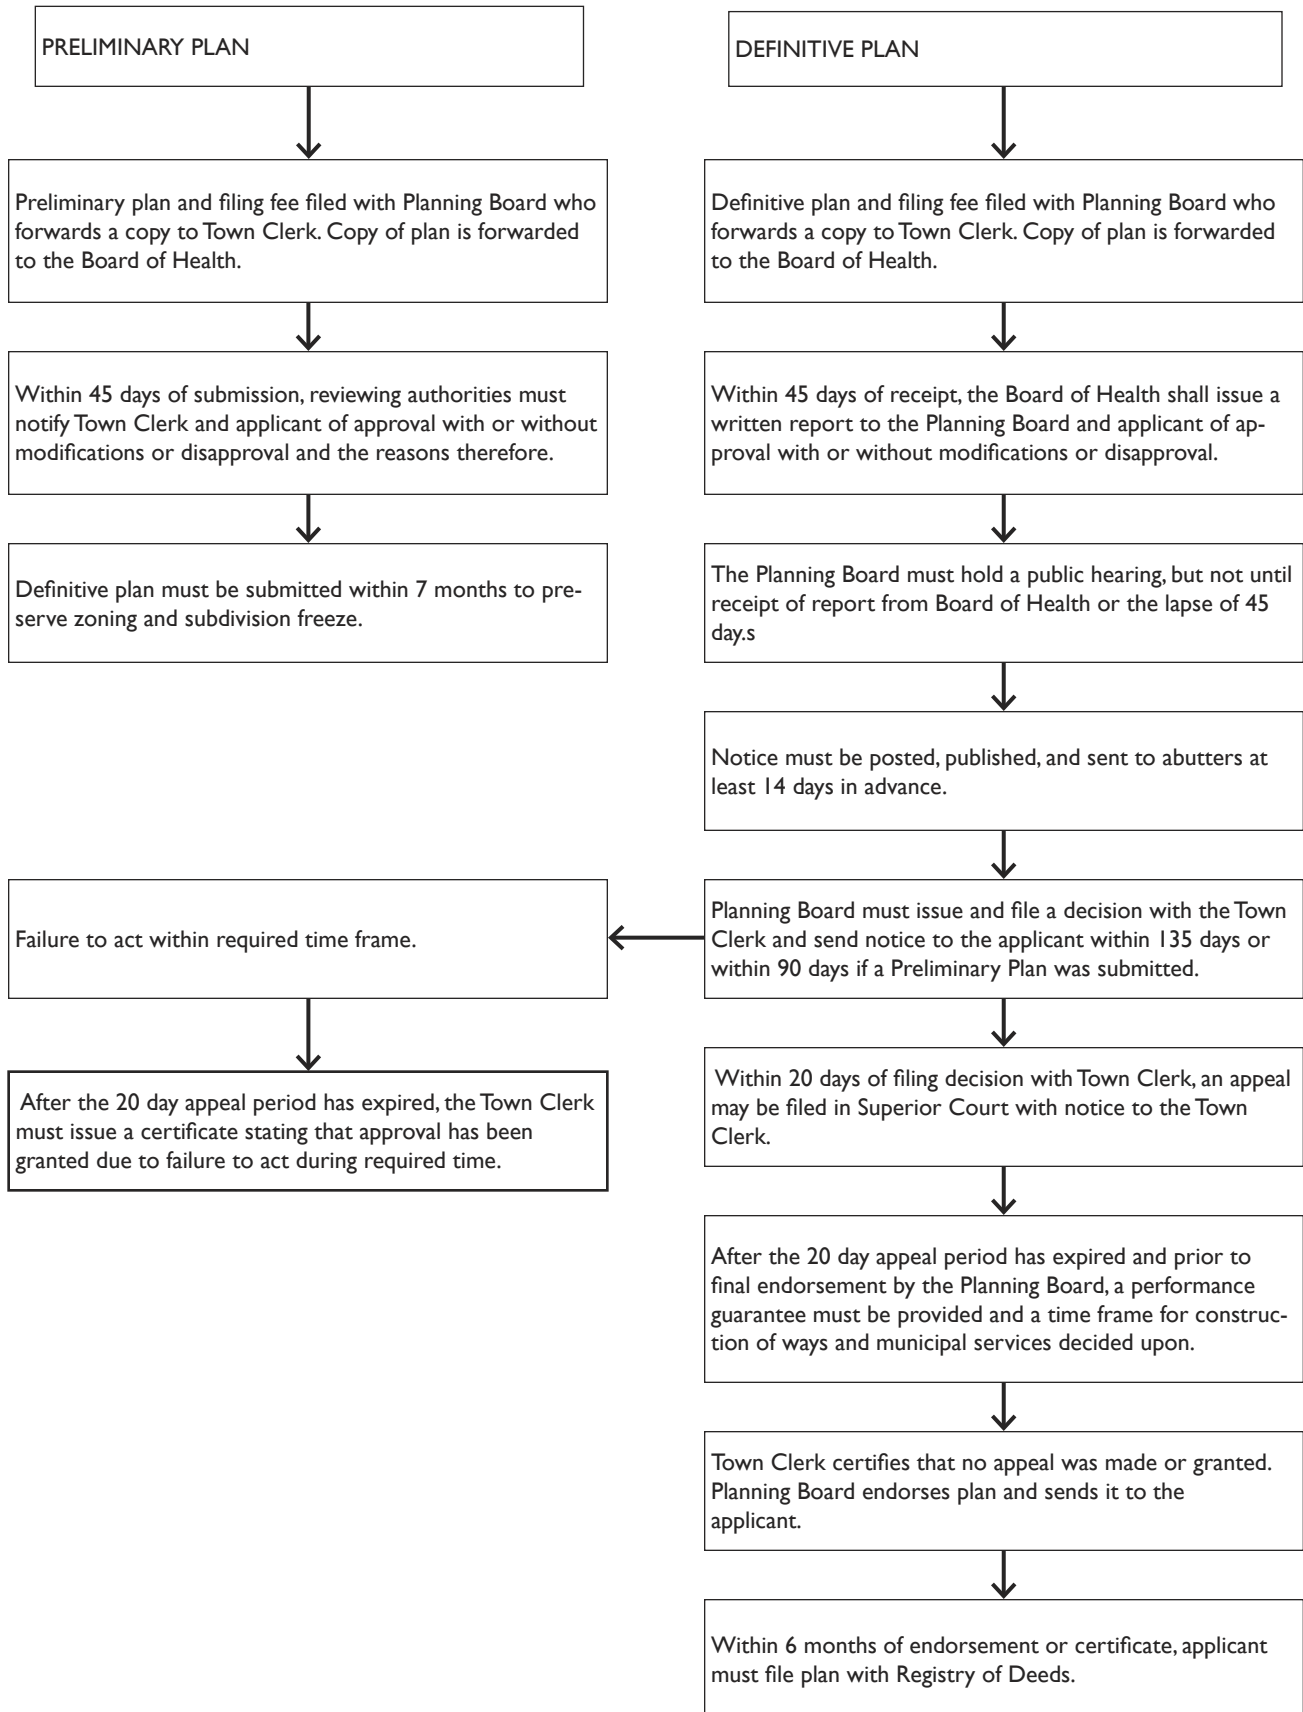 PRELIMINARY PLAN
Preliminary plan and filing fee filed with Planning Board who
forwards a copy to Town Clerk. Copy of plan is forwarded
to the Board of Health.
Within 45 days of submission, reviewing authorities must
notify Town Clerk and applicant of approval with or without
modifications or disapproval and the reasons therefore.
Definitive plan must be submitted within 7 months to pre-
serve zoning and subdivision freeze.
DEFINITIVE PLAN
Definitive plan and filing fee filed with Planning Board who
forwards a copy to Town Clerk. Copy of plan is forwarded
to the Board of Health.
Within 45 days of receipt, the Board of Health shall issue a
written report to the Planning Board and applicant of ap-
proval with or without modifications or disapproval.
The Planning Board must hold a public hearing, but not until
receipt of report from Board of Health or the lapse of 45
day.s
Notice must be posted, published, and sent to abutters at
least 14 days in advance.
Planning Board must issue and file a decision with the Town
Clerk and send notice to the applicant within 135 days or
within 90 days if a Preliminary Plan was submitted.
Failure to act within required time frame.
After the 20 day appeal period has expired, the Town Clerk
must issue a certificate stating that approval has been
granted due to failure to act during required time.
Within 20 days of filing decision with Town Clerk, an appeal
may be filed in Superior Court with notice to the Town
Clerk.
After the 20 day appeal period has expired and prior to
final endorsement by the Planning Board, a performance
guarantee must be provided and a time frame for construc-
tion of ways and municipal services decided upon.
Town Clerk certifies that no appeal was made or granted.
Planning Board endorses plan and sends it to the
applicant.
Within 6 months of endorsement or certificate, applicant
must file plan with Registry of Deeds.